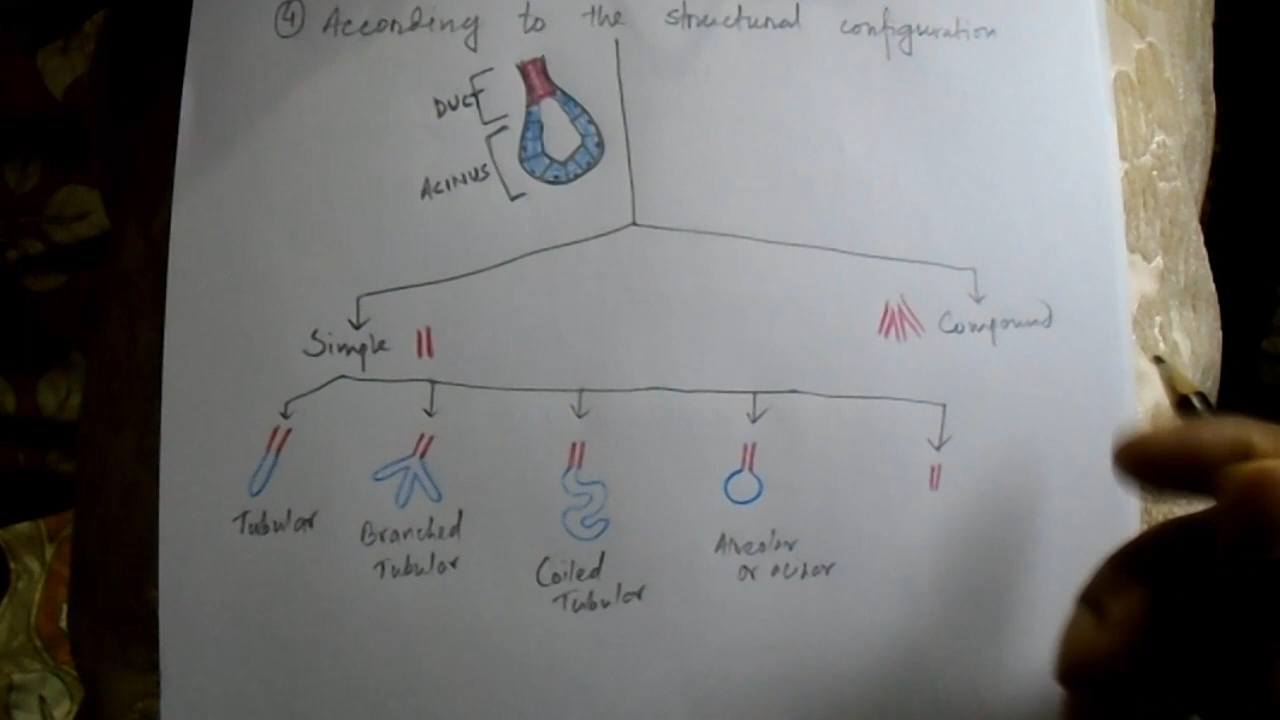 ④ According to the structural configuration
DUCT
ACINUS
Simple
Compound
Tubular
Branched
Tubular
Coiled
Tubular
Alveolar
or acinar